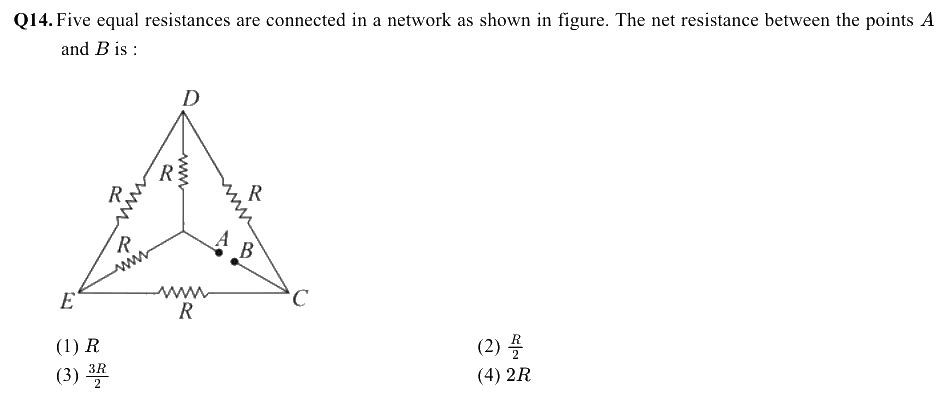 Q14. Five equal resistances are connected in a network as shown in figure. The net resistance between the points A
and B is :
D
R
R
R
R
A
B
E
R
C
(1) R
(2) R/2
(3) 3R/2
(4) 2R